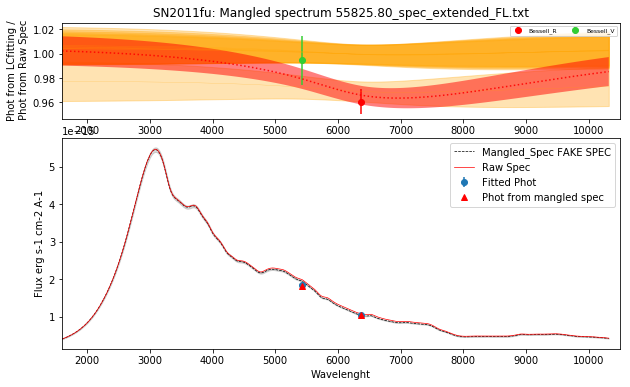 SN2011fu: Mangled spectrum 55825.80_spec_extended_FL.txt
Phot from LCfitting /
Phot from Raw Spec
1.02
1.00
0.98
0.96
Bessell_R
Bessell_V
2000 3000 4000 5000 6000 7000 8000 9000 10000
1e−15
Flux erg s-1 cm-2 A-1
5
4
3
2
1
Mangled_Spec FAKE SPEC
Raw Spec
Fitted Phot
Phot from mangled spec
2000 3000 4000 5000 6000 7000 8000 9000 10000
Wavelenght